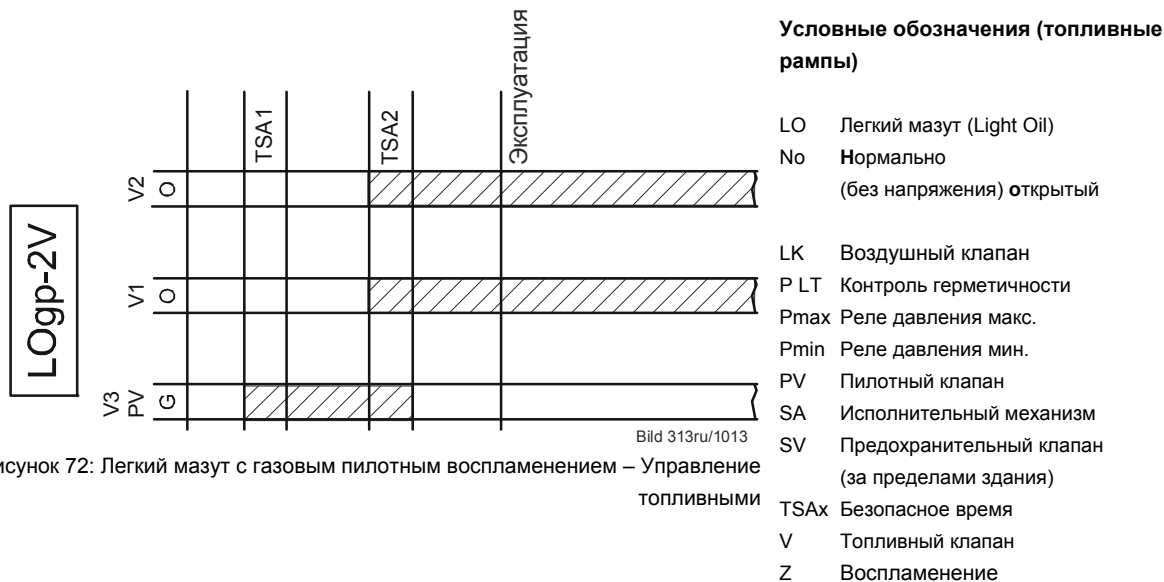 LOgp-2V
TSA1
TSA2
Эксплуатация
V2
O
V1
O
V3
PV
G
Bild 313ru/1013
исунок 72: Легкий мазут с газовым пилотным воспламенением – Управление
топливными
Условные обозначения (топливные
рампы)
LO Легкий мазут (Light Oil)
No Нормально
(без напряжения) открытый
LK Воздушный клапан
P LT Контроль герметичности
Pmax Реле давления макс.
Pmin Реле давления мин.
PV Пилотный клапан
SA Исполнительный механизм
SV Предохранительный клапан
(за пределами здания)
TSAx Безопасное время
V Топливный клапан
Z Воспламенение